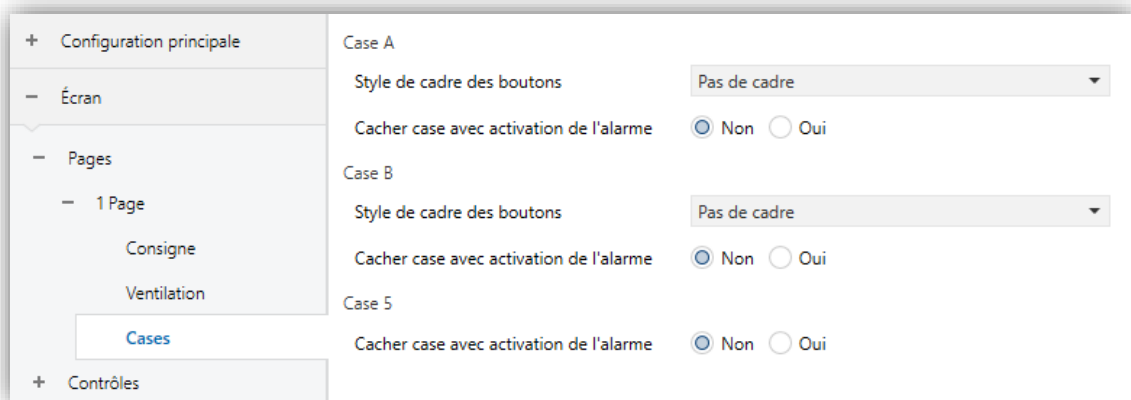 Configuration principale
Écran
Pages
1 Page
Consigne
Ventilation
Cases
Contrôles
Case A
Style de cadre des boutons Pas de cadre
Cacher case avec activation de l'alarme Non Oui
Case B
Style de cadre des boutons Pas de cadre
Cacher case avec activation de l'alarme Non Oui
Case 5
Cacher case avec activation de l'alarme Non Oui